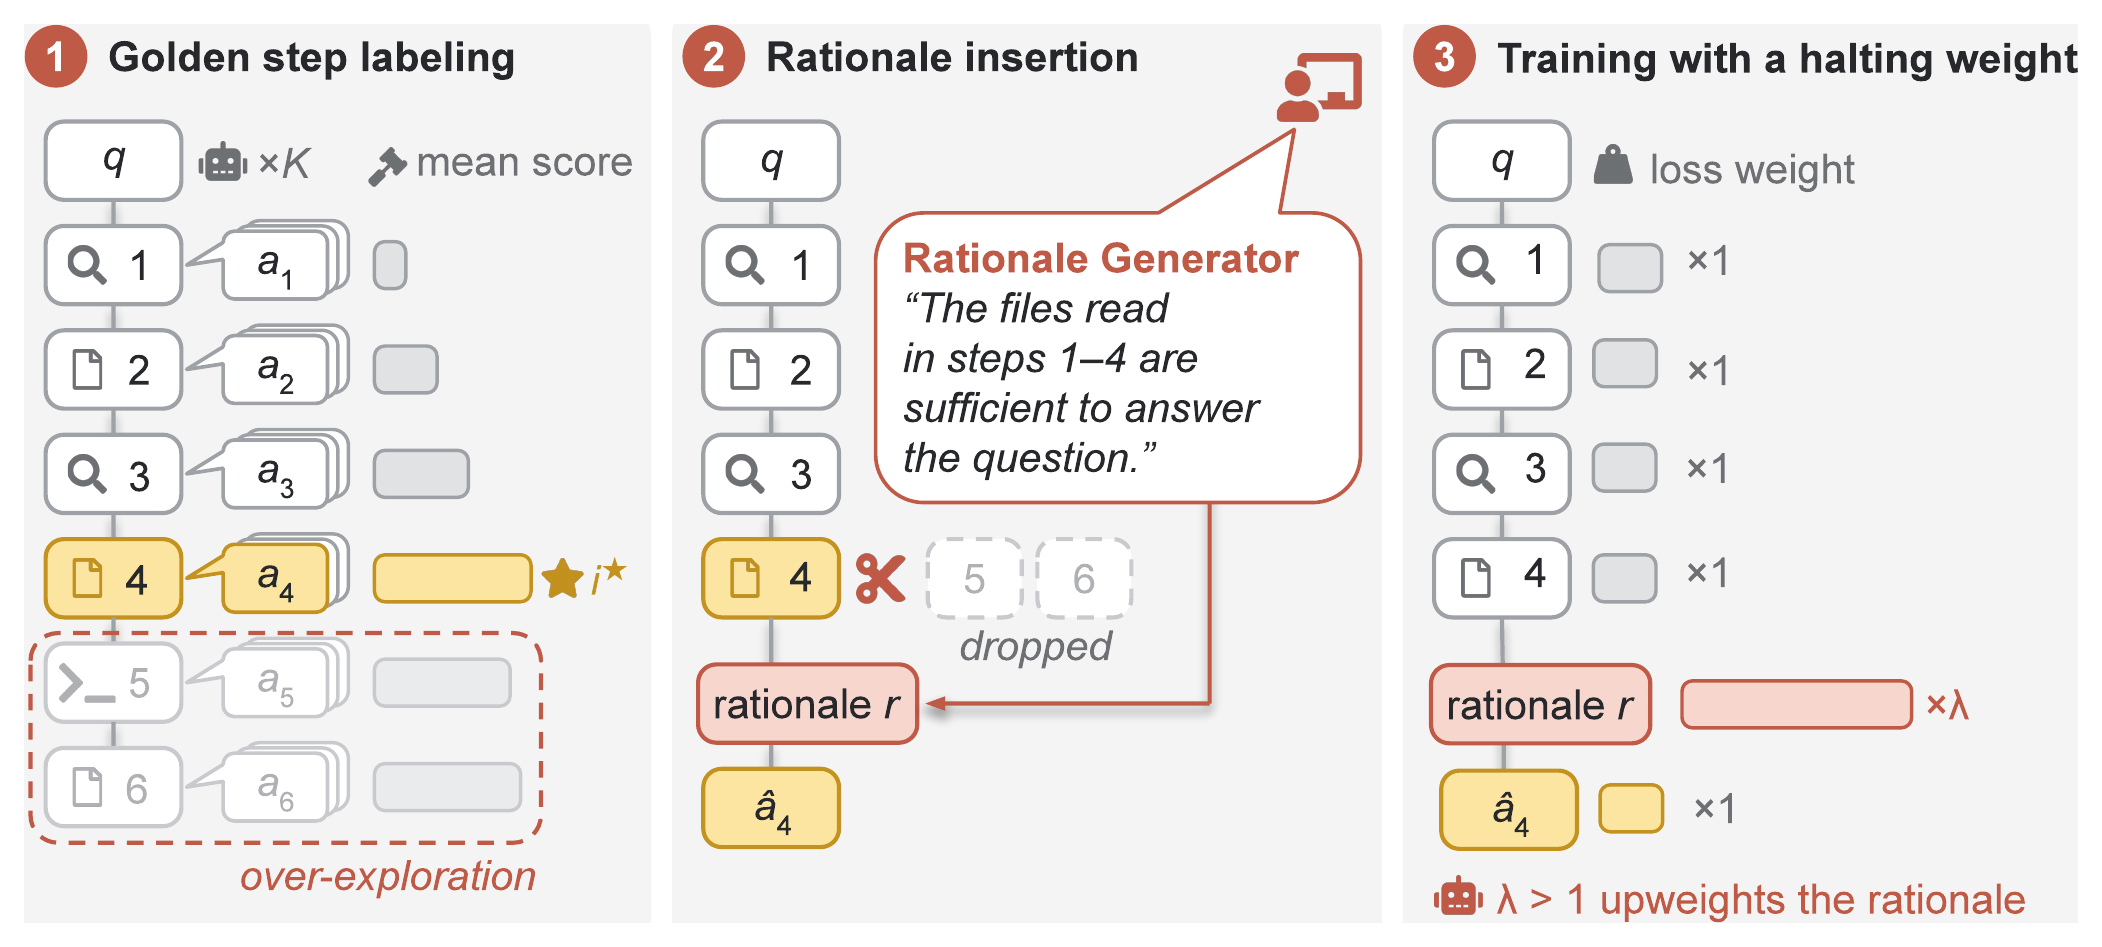 1 Golden step labeling
q ×K mean score
1 a1
2 a2
3 a3
4 a4 i★
5 a5
6 a6
over-exploration
2 Rationale insertion
q
1
2
3
4 5 6
dropped
Rationale Generator
“The files read
in steps 1–4 are
sufficient to answer
the question.”
rationale r
â4
3 Training with a halting weight
q loss weight
1 ×1
2 ×1
3 ×1
4 ×1
rationale r ×λ
â4 ×1
λ > 1 upweights the rationale